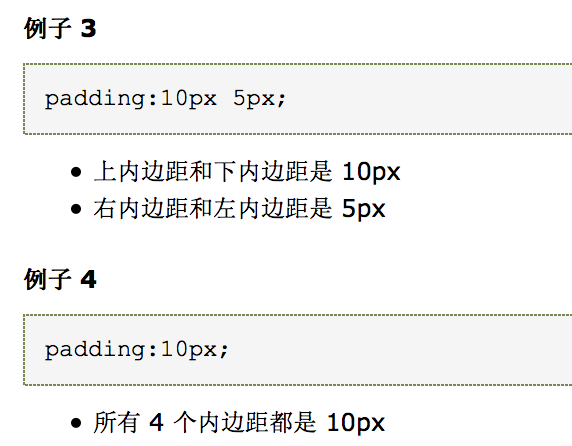 例子 3
padding:10px 5px;
上内边距和下内边距是 10px
右内边距和左内边距是 5px
例子 4
padding:10px;
所有 4 个内边距都是 10px